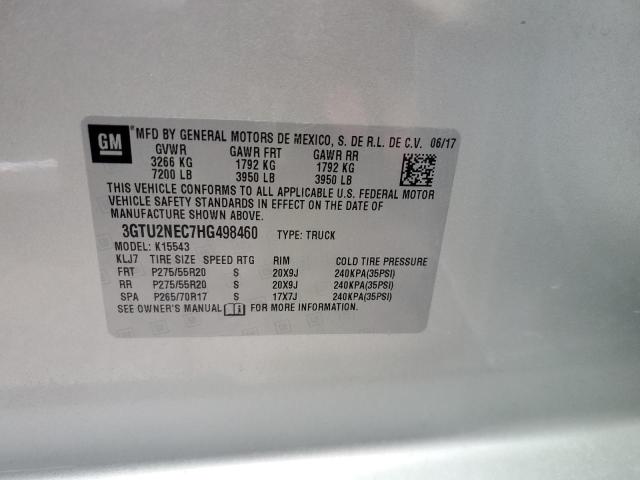 GM
MFD BY GENERAL MOTORS DE MEXICO, S. DE R.L. DE C.V. 06/17
GVWR GAWR FRT GAWR RR
3266 KG 1792 KG 1792 KG
7200 LB 3950 LB 3950 LB
THIS VEHICLE CONFORMS TO ALL APPLICABLE U.S. FEDERAL MOTOR
VEHICLE SAFETY STANDARDS IN EFFECT ON THE DATE OF
MANUFACTURE SHOWN ABOVE.
3GTU2NEC7HG498460 TYPE: TRUCK
MODEL: K15543
KLJ7 TIRE SIZE SPEED RTG RIM COLD TIRE PRESSURE
FRT P275/55R20 S 20X9J 240KPA(35PSI)
RR P275/55R20 S 20X9J 240KPA(35PSI)
SPA P265/70R17 S 17X7J 240KPA(35PSI)
SEE OWNER'S MANUAL FOR MORE INFORMATION.